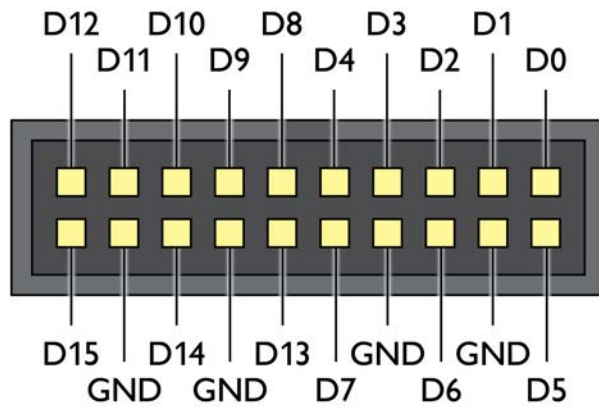 D12 D10 D8 D3 D1
D11 D9 D4 D2 D0
D15 D14 D13 GND GND
GND GND D7 D6 D5